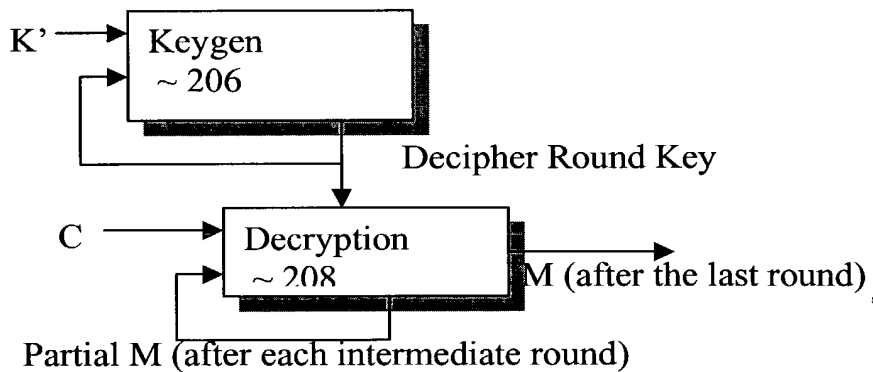 K’
Keygen
~ 206
Decipher Round Key
C
Decryption
~ 208
M (after the last round)
Partial M (after each intermediate round)